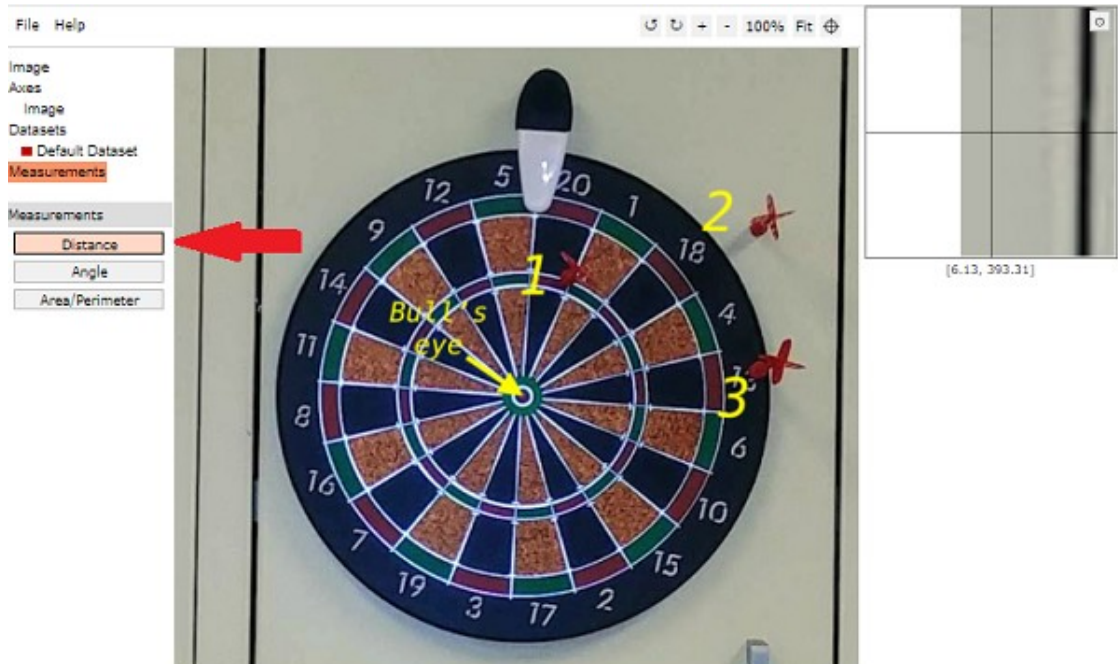 File Help
↺ ↻ + - 100% Fit
Image
Axes
Image
Datasets
Default Dataset
Measurements
Measurements
Distance
Angle
Area/Perimeter
[6.13, 393.31]
12 5 20 1
9 2
18
14 1
Bull's
eye
4
11
3
8 6
16 10
7 15
19 3 17 2